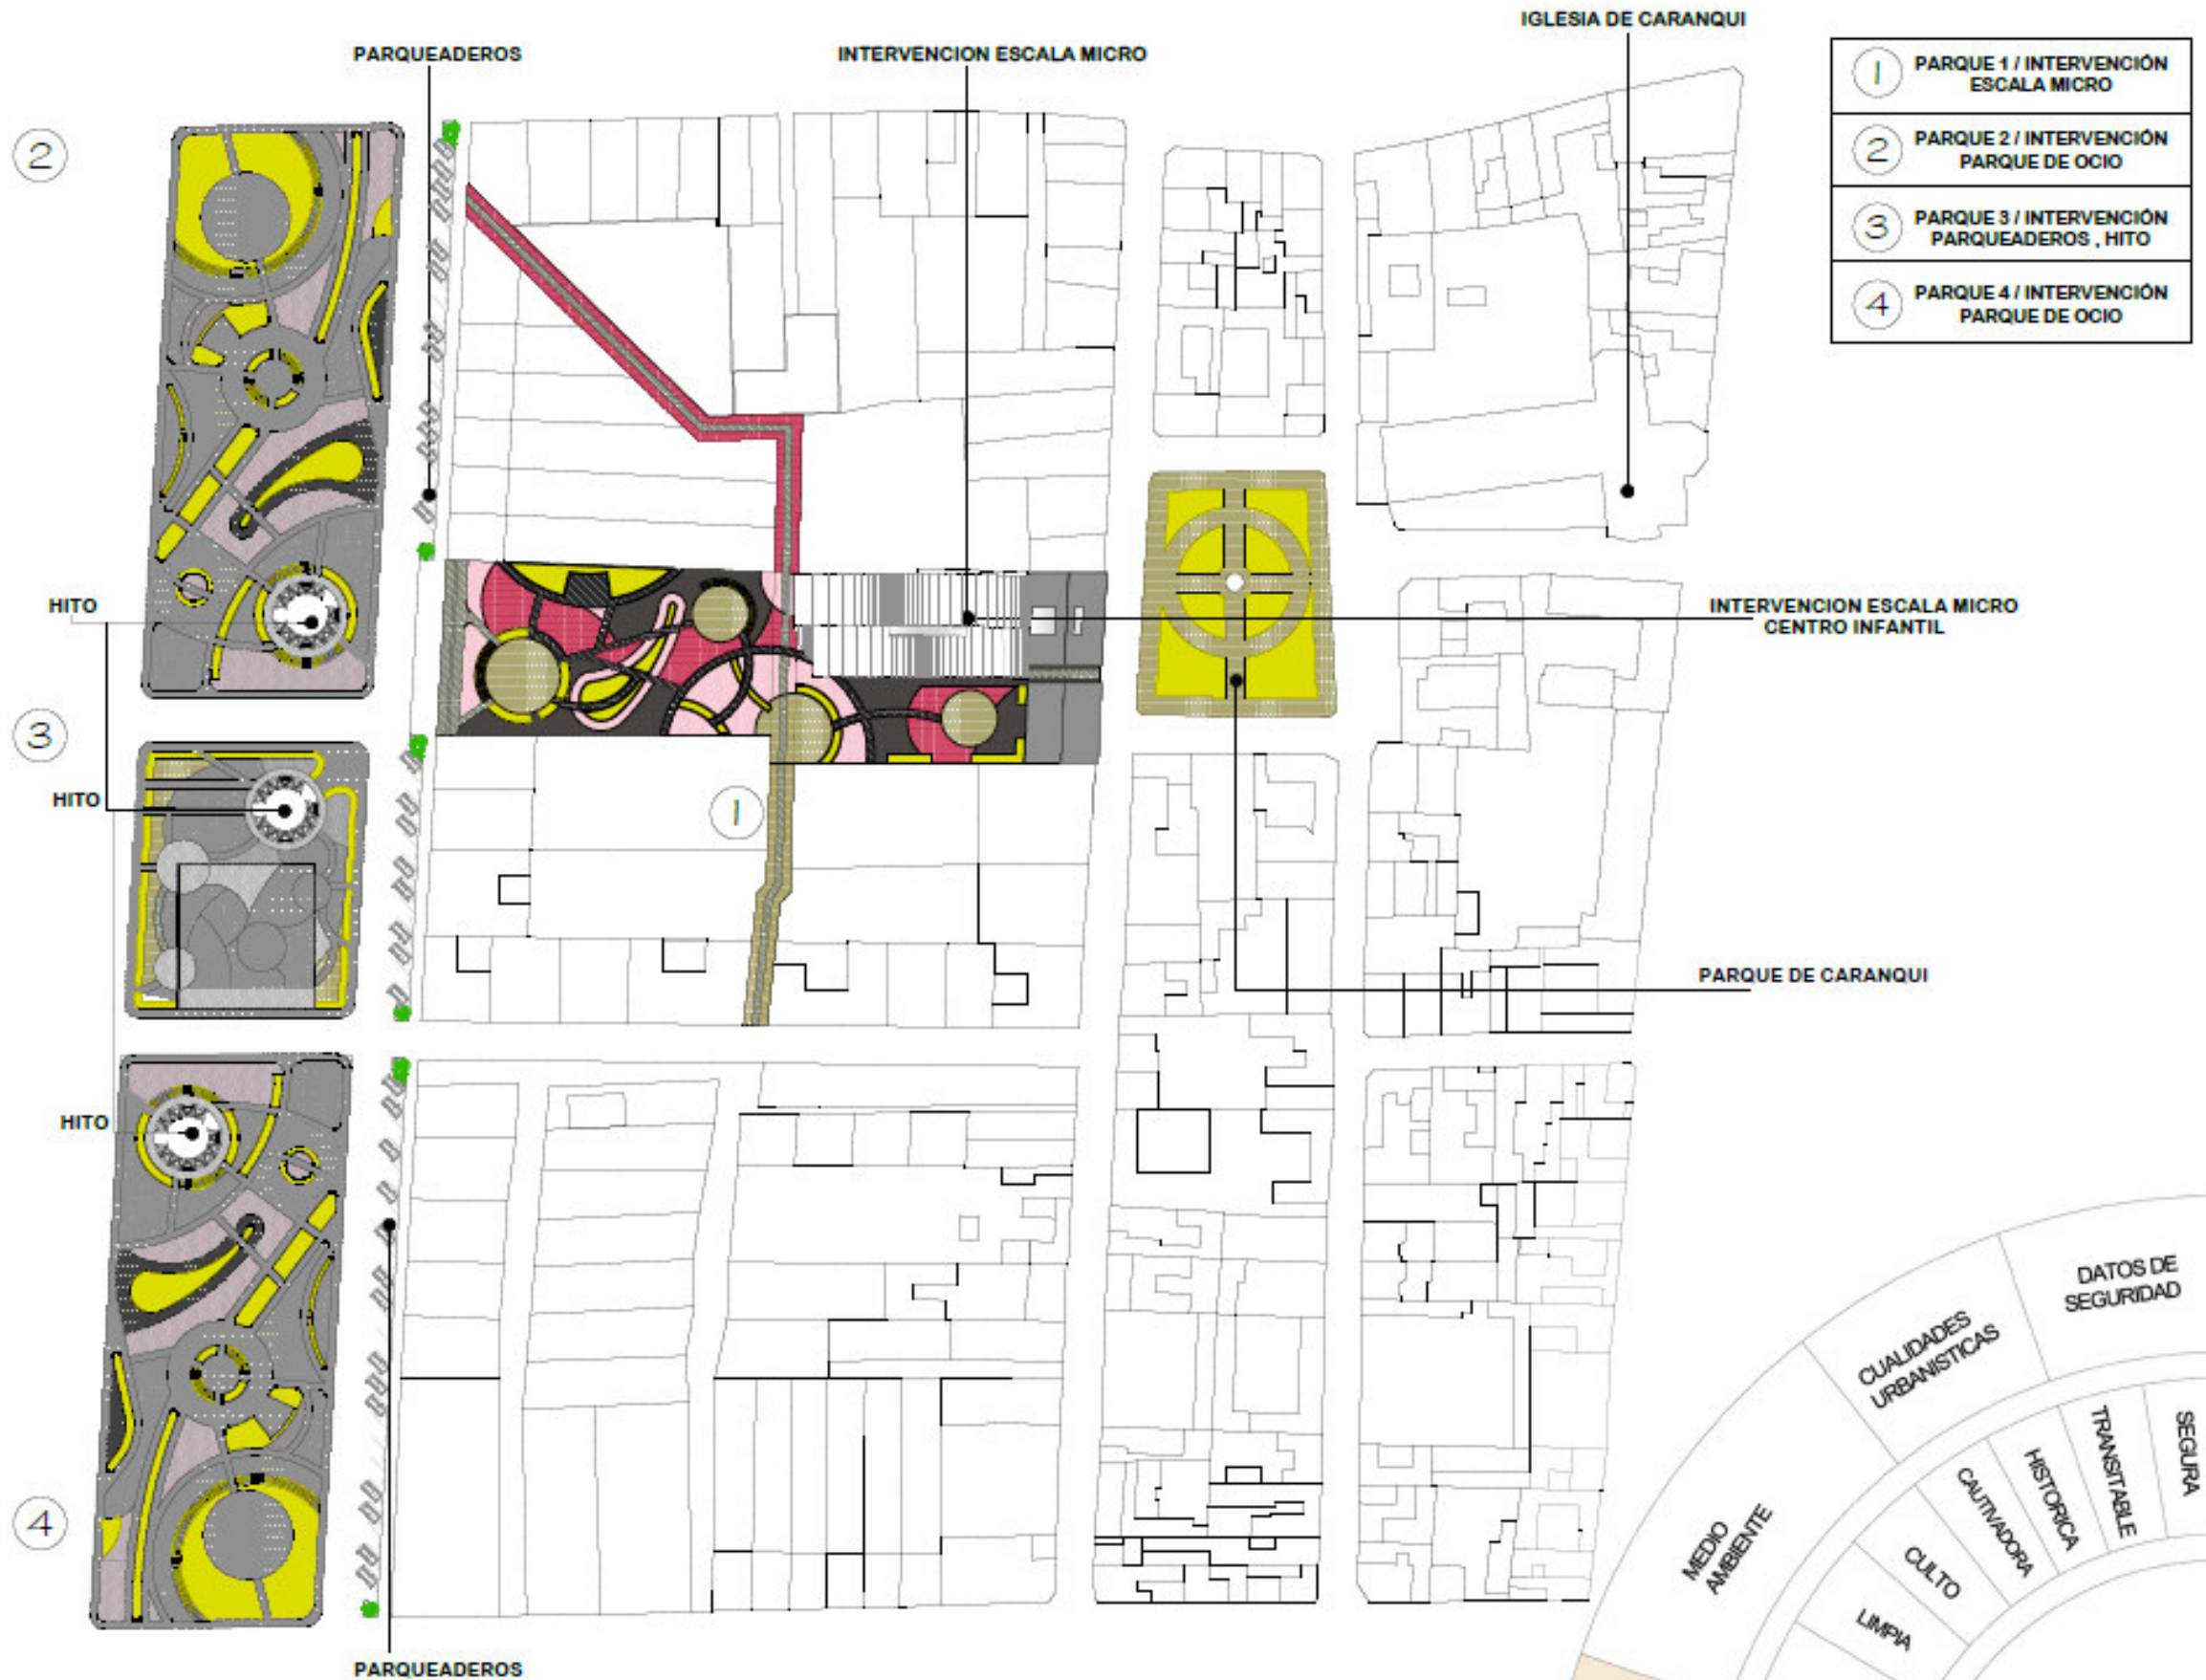 IGLESIA DE CARANQUI
PARQUEADEROS
INTERVENCION ESCALA MICRO
1
PARQUE 1 / INTERVENCIÓN
ESCALA MICRO
2
PARQUE 2 / INTERVENCIÓN
PARQUE DE OCIO
3
PARQUE 3 / INTERVENCIÓN
PARQUEADEROS , HITO
4
PARQUE 4 / INTERVENCIÓN
PARQUE DE OCIO
2
HITO
INTERVENCION ESCALA MICRO
CENTRO INFANTIL
3
HITO
1
PARQUE DE CARANQUI
HITO
4
PARQUEADEROS
MEDIO
AMBIENTE
CUALIDADES
URBANISTICAS
DATOS DE
SEGURIDAD
LIMPIA
CULTO
CAUTIVADORA
HISTORICA
TRANSITABLE
SEGURA